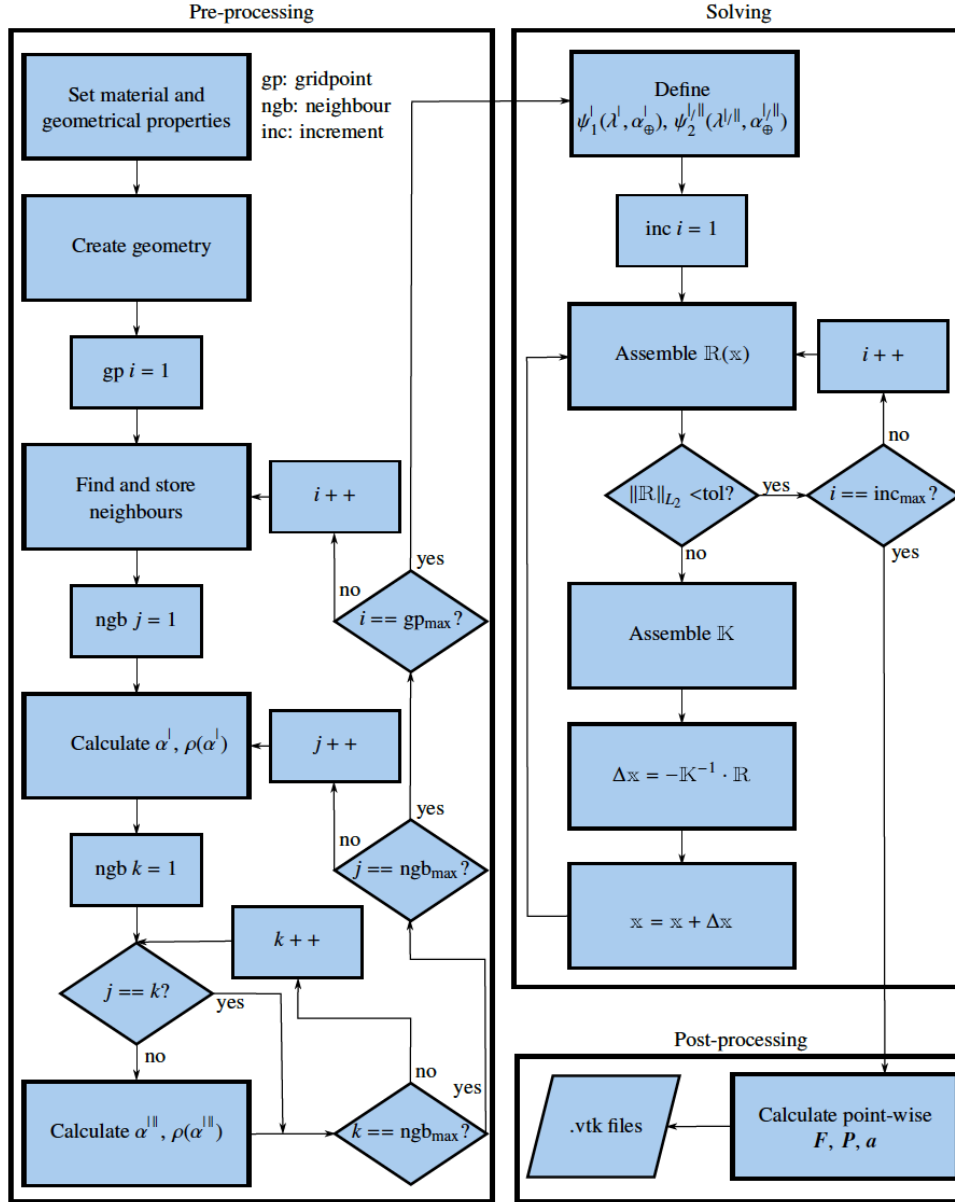 Pre-processing
Set material and
geometrical properties
gp: gridpoint
ngb: neighbour
inc: increment
Create geometry
gp i = 1
Find and store
neighbours
i + +
ngb j = 1
no
yes
i == gp_max?
Calculate α^|, ρ(α^|)
j + +
ngb k = 1
no
yes
j == ngb_max?
k + +
j == k?
yes
no
Calculate α^|‖, ρ(α^|‖)
no
yes
k == ngb_max?
Solving
Define
ψ_1^|(λ^|, α_⊕^|), ψ_2^|/‖(λ^|/‖, α_⊕^|/‖)
inc i = 1
Assemble ℝ(𝕩)
i + +
no
‖ℝ‖_L2 <tol?
yes
i == inc_max?
yes
no
Assemble 𝕂
Δ𝕩 = −𝕂^−1 · ℝ
𝕩 = 𝕩 + Δ𝕩
Post-processing
.vtk files
Calculate point-wise
F, P, a